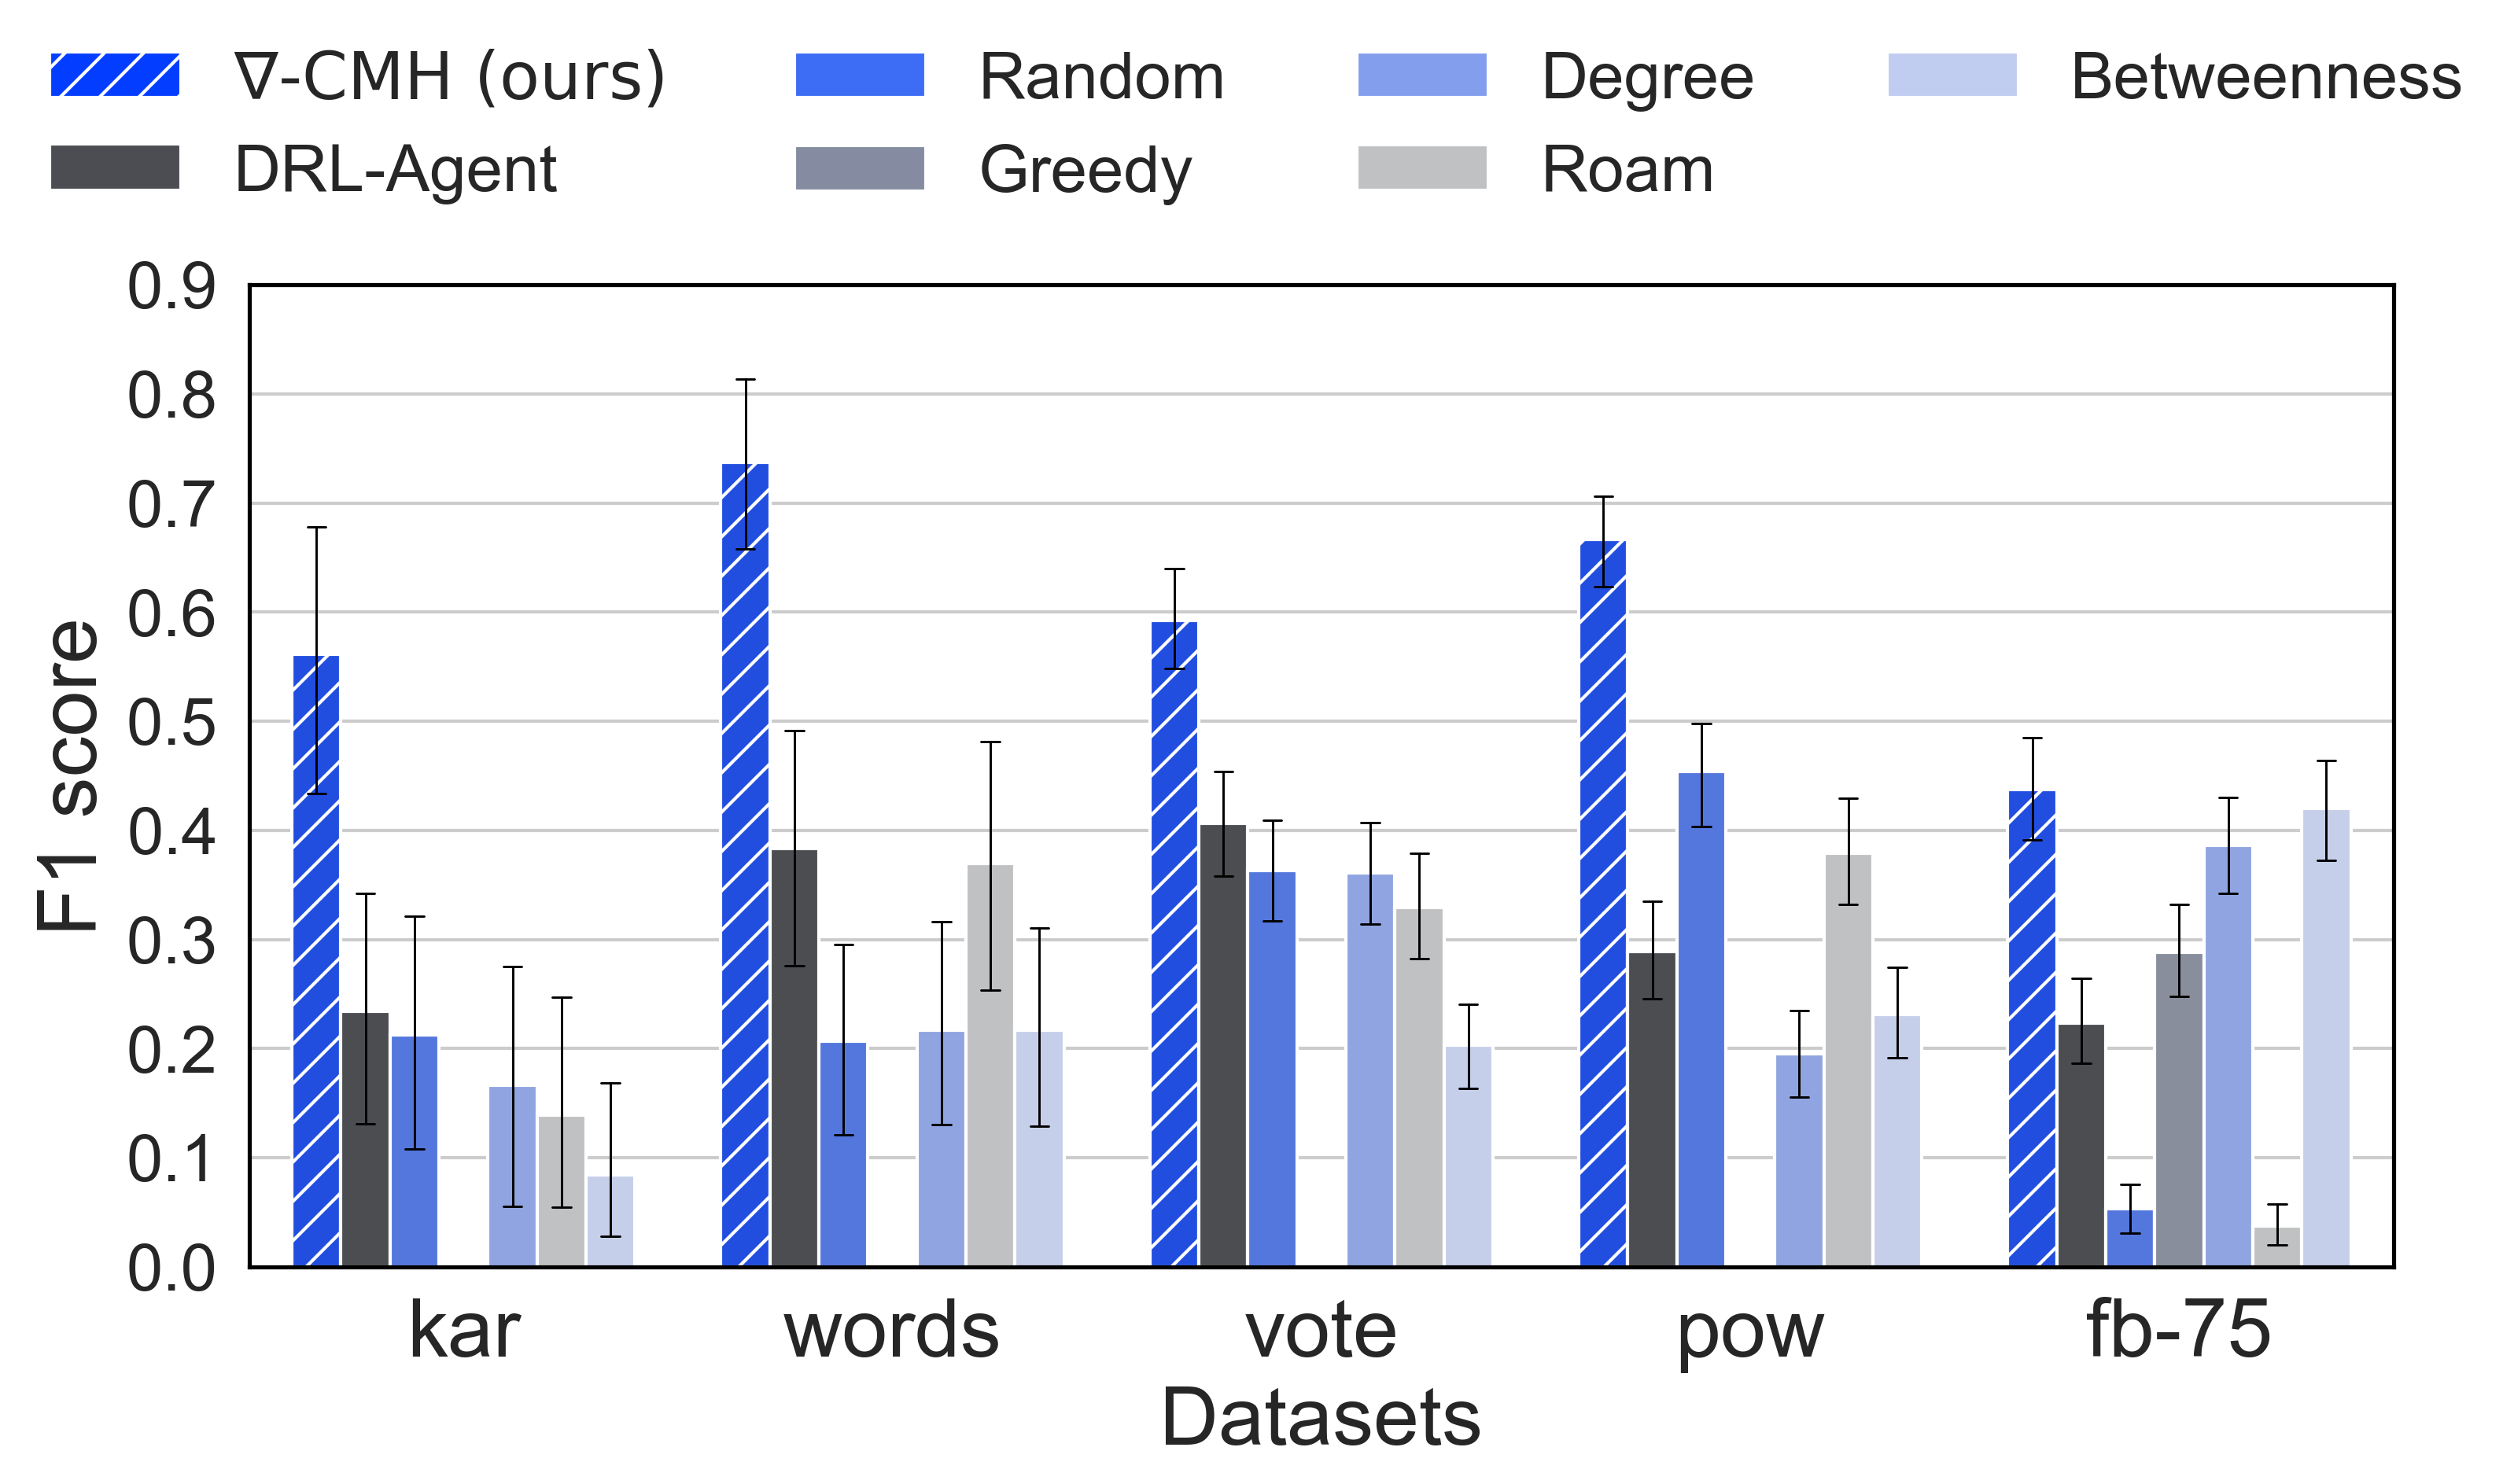 ∇-CMH (ours) Random Degree Betweenness
DRL-Agent Greedy Roam
0.9
0.8
0.7
0.6
0.5
0.4
0.3
0.2
0.1
0.0
F1 score
kar words vote pow fb-75
Datasets